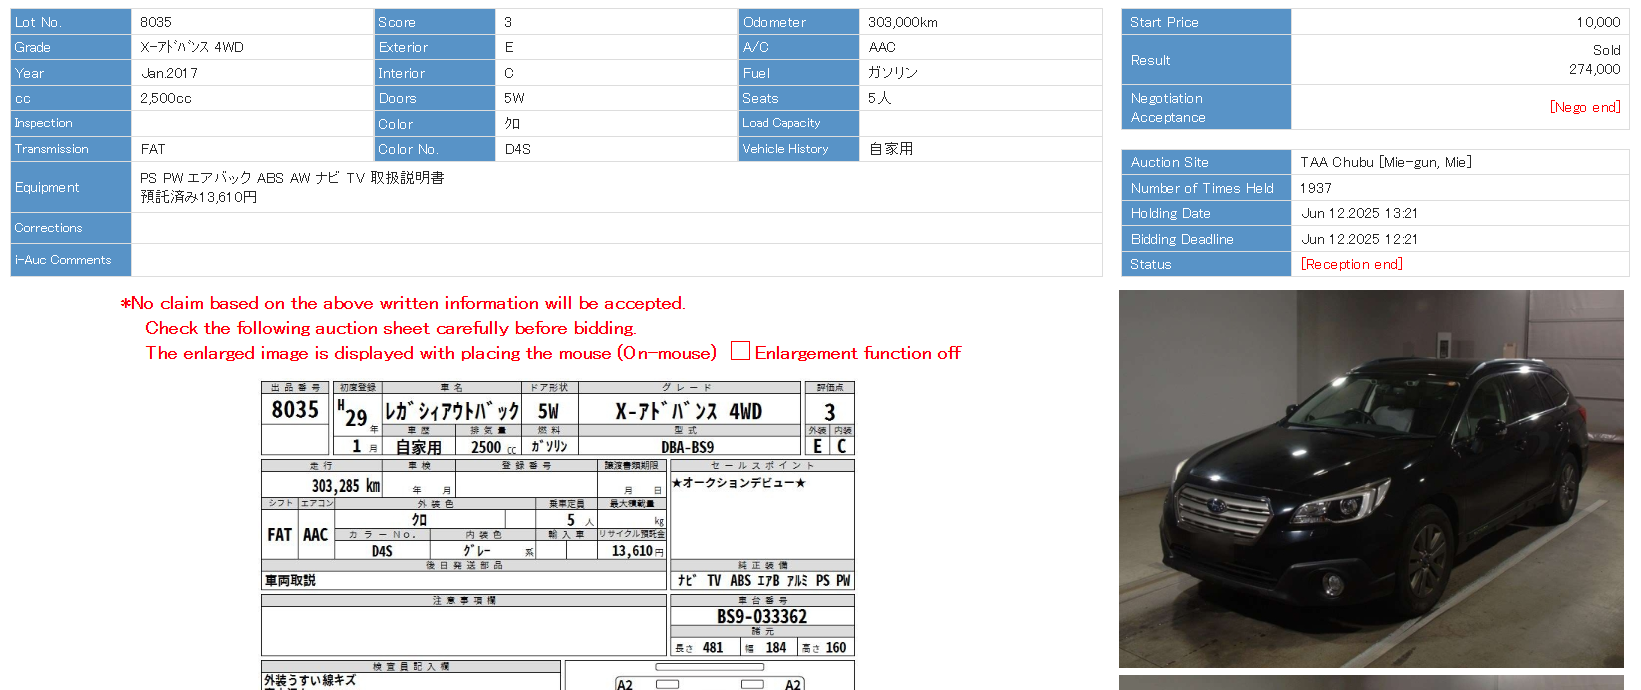 Lot No. 8035 Score 3 Odometer 303,000km
Grade X-ｱﾄﾞﾊﾞﾝｽ 4WD Exterior E A/C AAC
Year Jan.2017 Interior C Fuel ガソリン
cc 2,500cc Doors 5W Seats 5人
Inspection Color ｸﾛ Load Capacity
Transmission FAT Color No. D4S Vehicle History 自家用
Equipment PS PW エアバック ABS AW ナビ TV 取扱説明書
預託済み13,610円
Corrections
i-Auc Comments
Start Price 10,000
Result Sold
274,000
Negotiation
Acceptance [Nego end]
Auction Site TAA Chubu [Mie-gun, Mie]
Number of Times Held 1937
Holding Date Jun 12.2025 13:21
Bidding Deadline Jun 12.2025 12:21
Status [Reception end]
*No claim based on the above written information will be accepted.
Check the following auction sheet carefully before bidding.
The enlarged image is displayed with placing the mouse (On-mouse) Enlargement function off
出品番号 初度登録 車名 ドア形状 グレード 評価点
8035 H29年 ﾚｶﾞｼｨｱｳﾄﾊﾞｯｸ 5W X-ｱﾄﾞﾊﾞﾝｽ 4WD 3
車歴 排気量 燃料 型式 外装 内装
1月 自家用 2500cc ｶﾞｿﾘﾝ DBA-BS9 E C
走行 車検 登録番号 譲渡書類期限 セールスポイント
303,285 km 年 月 月 日 ★オークションデビュー★
シフト エアコン 外装色 乗車定員 最大積載量
FAT AAC ｸﾛ 5人 kg
カラーNo. 内装色 輸入車 リサイクル預託金
D4S ｸﾞﾚｰ 系 13,610円
後日発送部品 純正装備
車両取説 ﾅﾋﾞ TV ABS ｴｱB ｱﾙﾐ PS PW
注意事項欄 車台番号
BS9-033362
諸元
長さ 481 幅 184 高さ 160
検査員記入欄
外装うすい線キズ
A2 A2